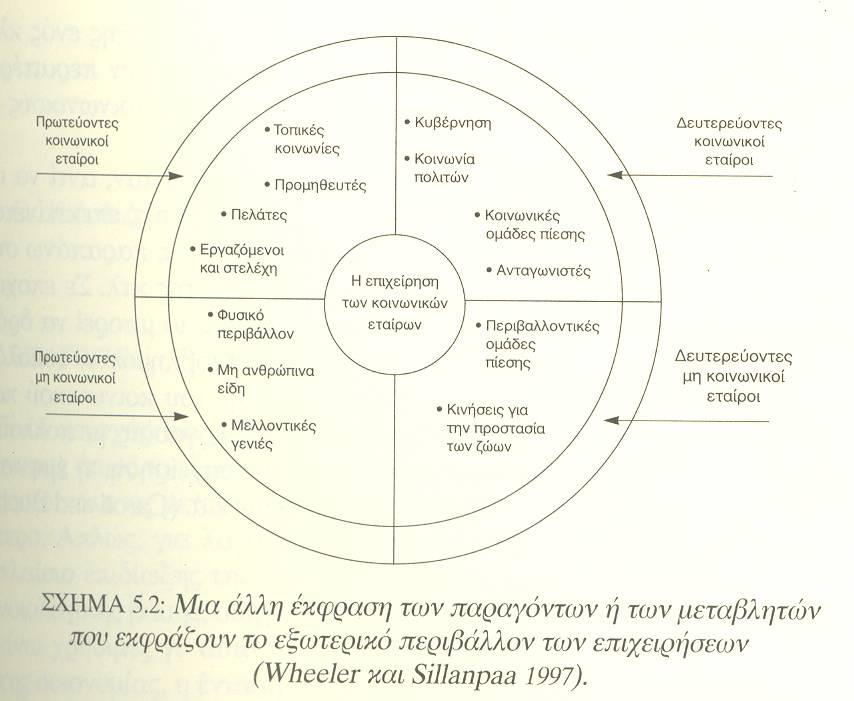 Πρωτεύοντες
κοινωνικοί
εταίροι
• Τοπικές
κοινωνίες
• Προμηθευτές
• Πελάτες
• Εργαζόμενοι
και στελέχη
• Κυβέρνηση
• Κοινωνία
πολιτών
• Κοινωνικές
ομάδες πίεσης
• Ανταγωνιστές
Δευτερεύοντες
κοινωνικοί
εταίροι
Η επιχείρηση
των κοινωνικών
εταίρων
Πρωτεύοντες
μη κοινωνικοί
εταίροι
• Φυσικό
περιβάλλον
• Μη ανθρώπινα
είδη
• Μελλοντικές
γενιές
• Περιβαλλοντικές
ομάδες
πίεσης
• Κινήσεις για
την προστασία
των ζώων
Δευτερεύοντες
μη κοινωνικοί
εταίροι
ΣΧΗΜΑ 5.2: Μια άλλη έκφραση των παραγόντων ή των μεταβλητών
που εκφράζουν το εξωτερικό περιβάλλον των επιχειρήσεων
(Wheeler και Sillanpaa 1997).